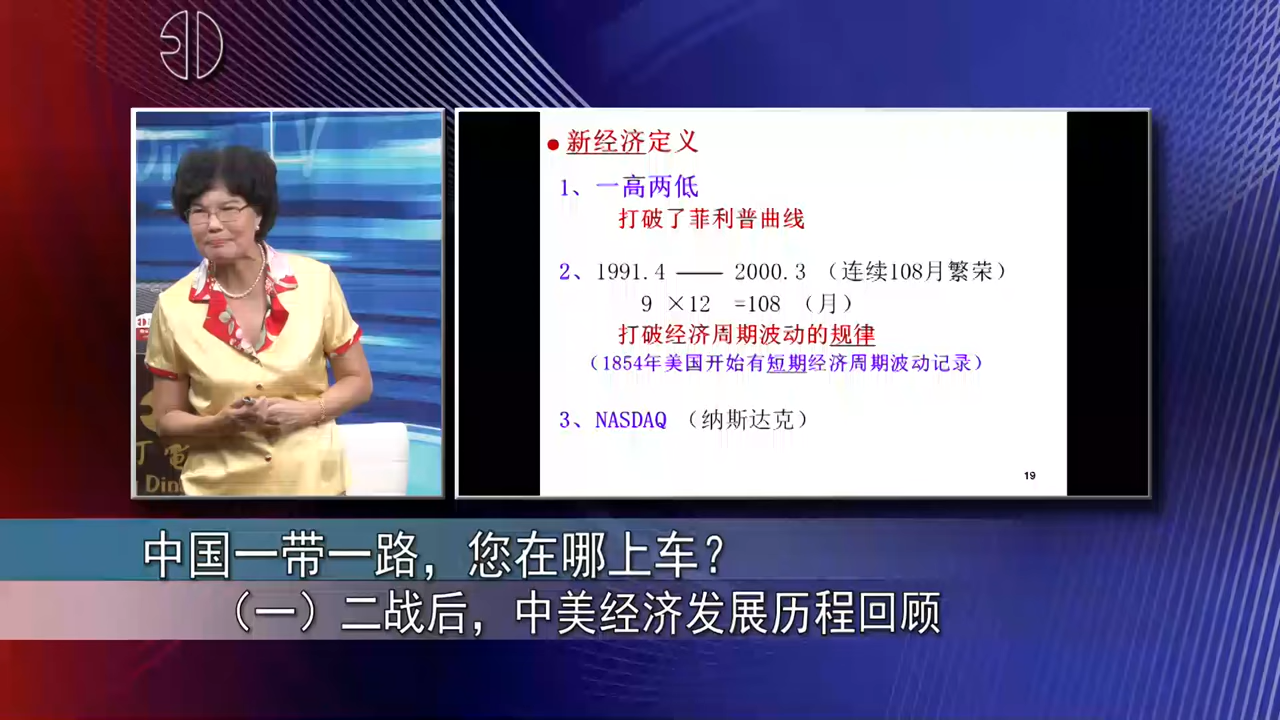 ● 新经济定义
1、一高两低
打破了菲利普曲线
2、1991.4 —— 2000.3 （连续108月繁荣）
9 ×12 =108 （月）
打破经济周期波动的规律
（1854年美国开始有短期经济周期波动记录）
3、NASDAQ （纳斯达克）
19
丁電
Din
中国一带一路，您在哪上车？
（一）二战后，中美经济发展历程回顾